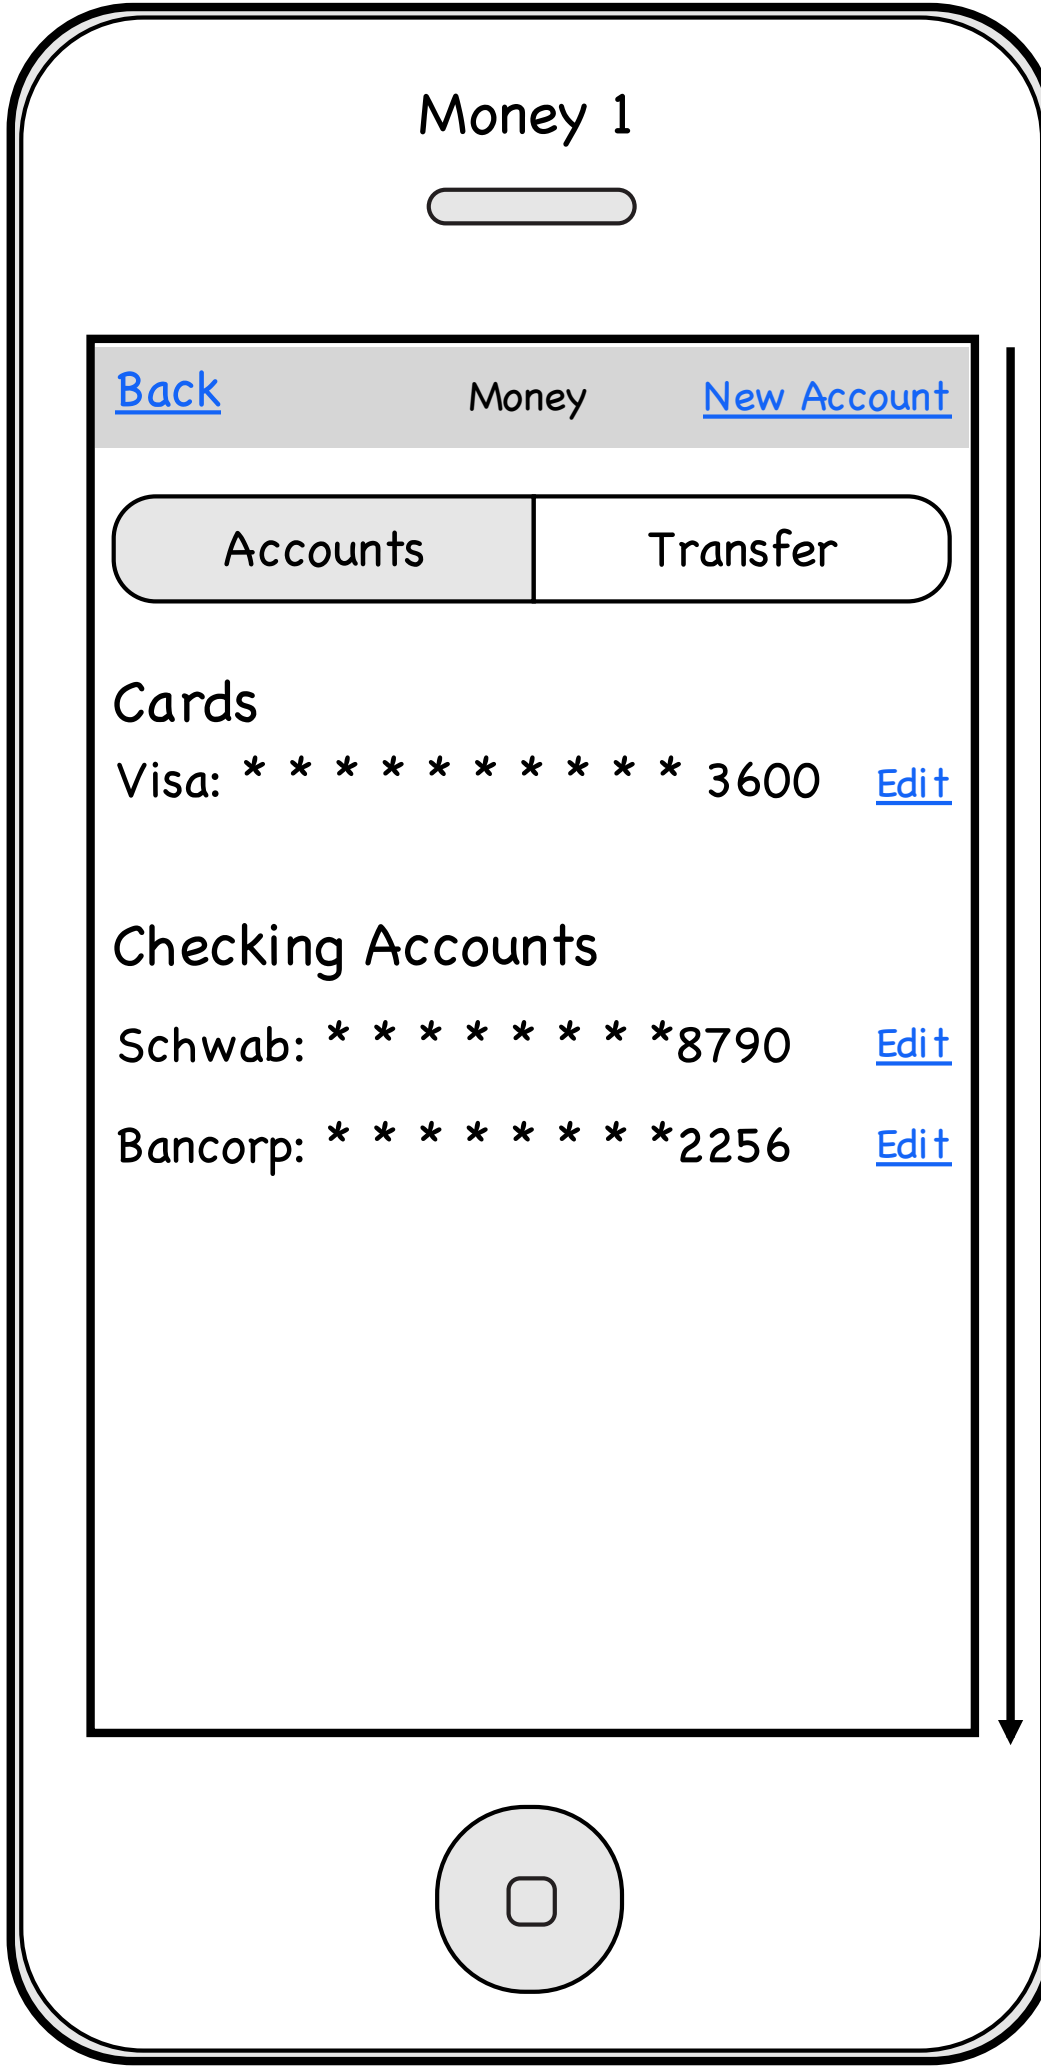 Money 1
Back Money New Account
Accounts Transfer
Cards
Visa: * * * * * * * * * * 3600 Edit
Checking Accounts
Schwab: * * * * * * * *8790 Edit
Bancorp: * * * * * * * *2256 Edit